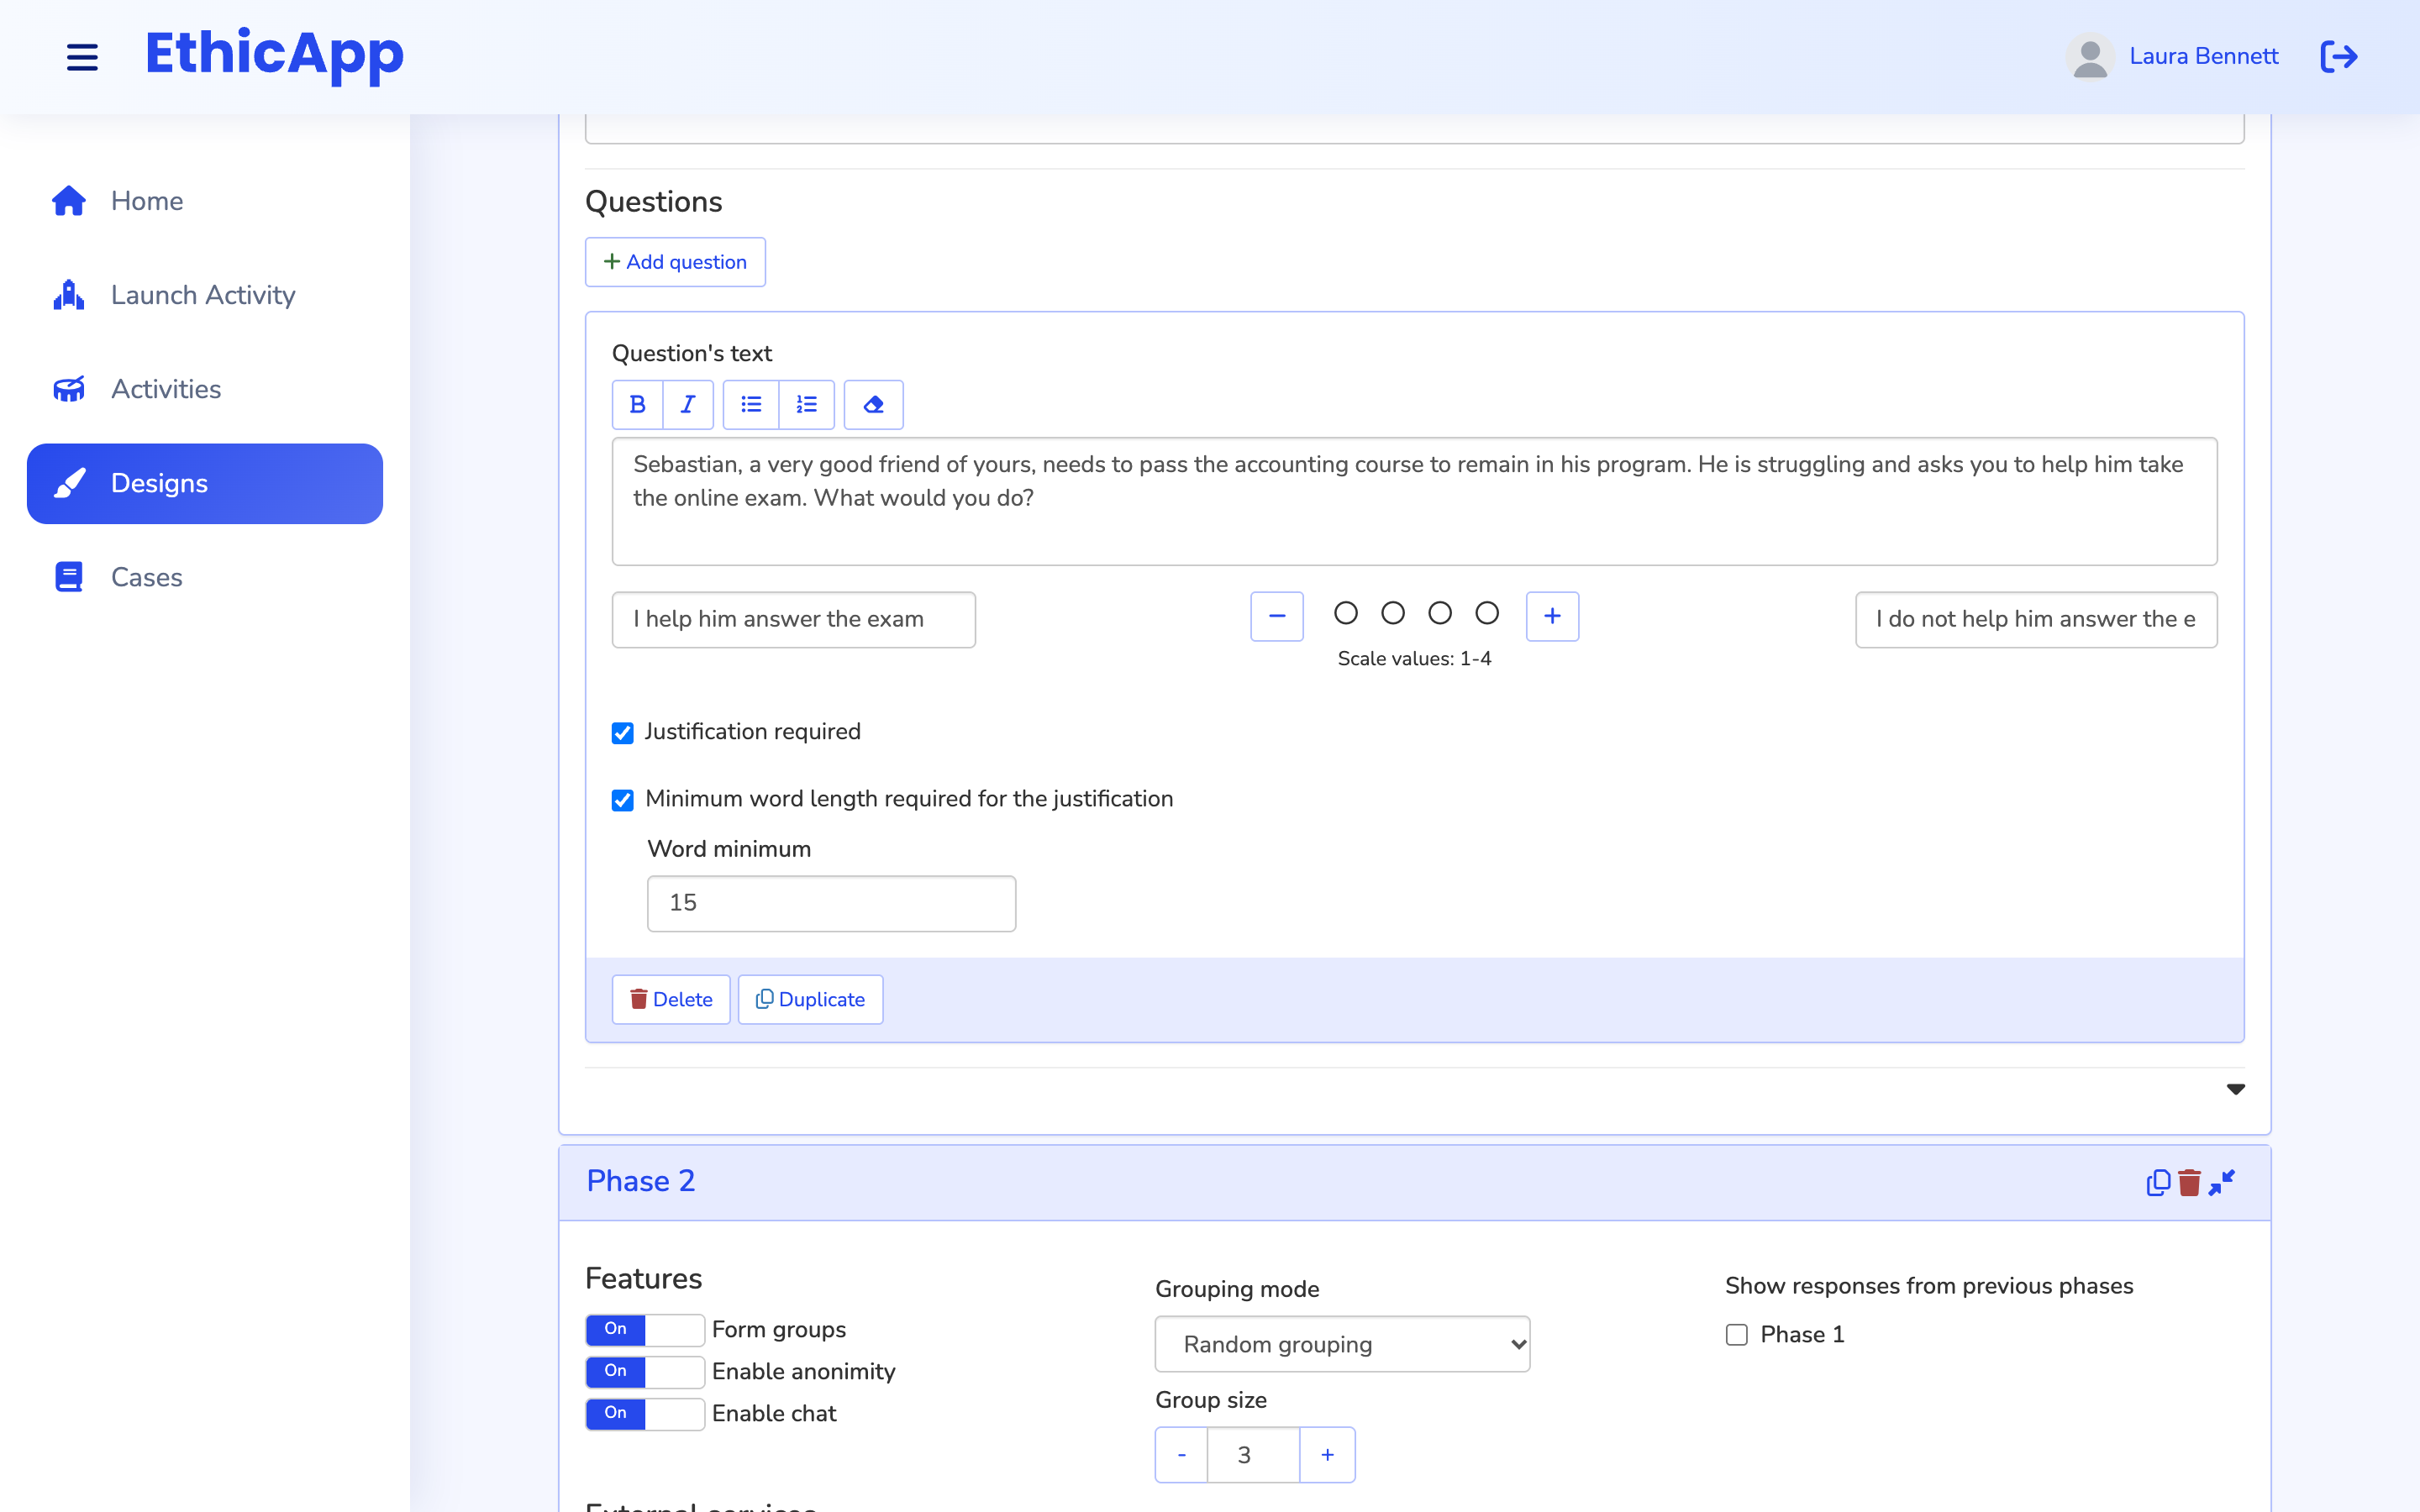 EthicApp
Laura Bennett
Home
Launch Activity
Activities
Designs
Cases
Questions
+ Add question
Question's text
B I
Sebastian, a very good friend of yours, needs to pass the accounting course to remain in his program. He is struggling and asks you to help him take
the online exam. What would you do?
I help him answer the exam
I do not help him answer the e
Scale values: 1-4
Justification required
Minimum word length required for the justification
Word minimum
15
Delete
Duplicate
Phase 2
Features
On Form groups
On Enable anonimity
On Enable chat
Grouping mode
Random grouping
Group size
- 3 +
Show responses from previous phases
Phase 1